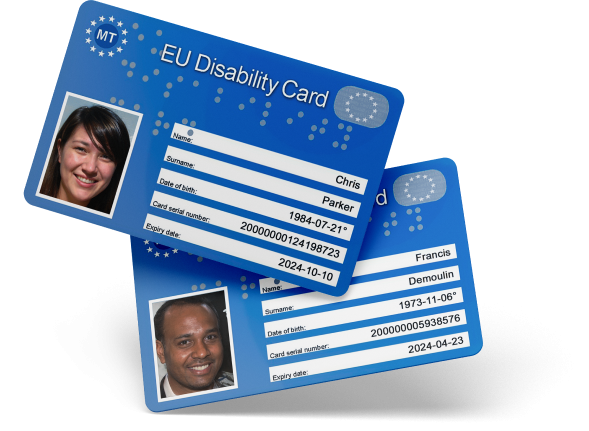 MT
EU Disability Card
Name:
Chris
Surname:
Parker
Date of birth:
1984-07-21°
Card serial number:
20000000124198723
Expiry date:
2024-10-10
d
Name:
Francis
Surname:
Demoulin
Date of birth:
1973-11-06°
Card serial number:
200000005938576
Expiry date:
2024-04-23